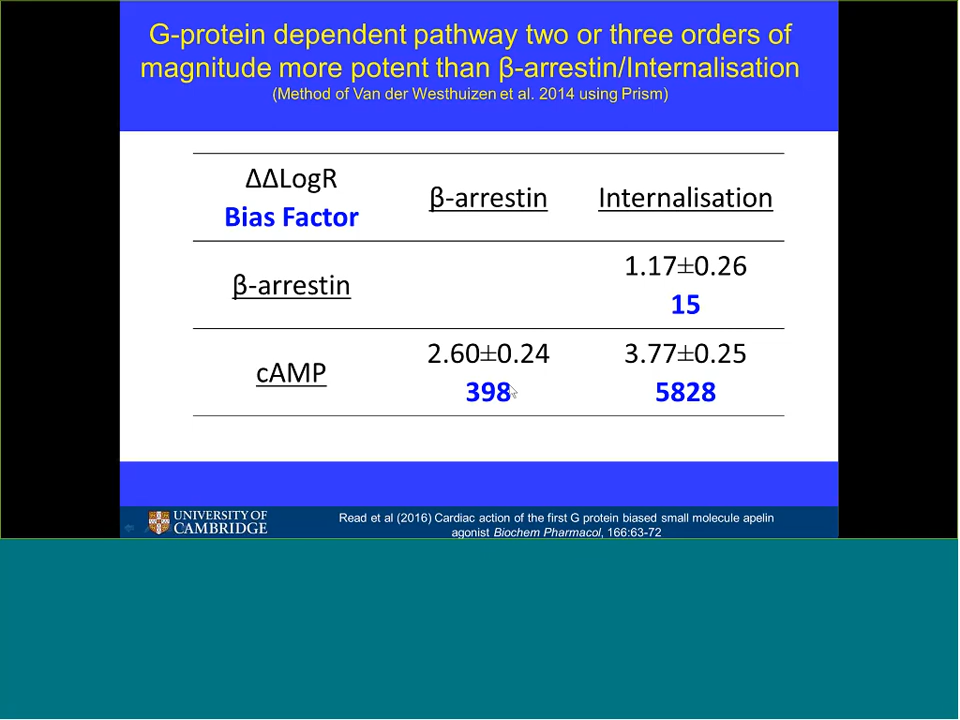 G-protein dependent pathway two or three orders of
magnitude more potent than β-arrestin/Internalisation
(Method of Van der Westhuizen et al. 2014 using Prism)
ΔΔLogR
Bias Factor
β-arrestin
Internalisation
β-arrestin
1.17±0.26
15
cAMP
2.60±0.24
398
3.77±0.25
5828
UNIVERSITY OF
CAMBRIDGE
Read et al (2016) Cardiac action of the first G protein biased small molecule apelin
agonist Biochem Pharmacol, 166:63-72